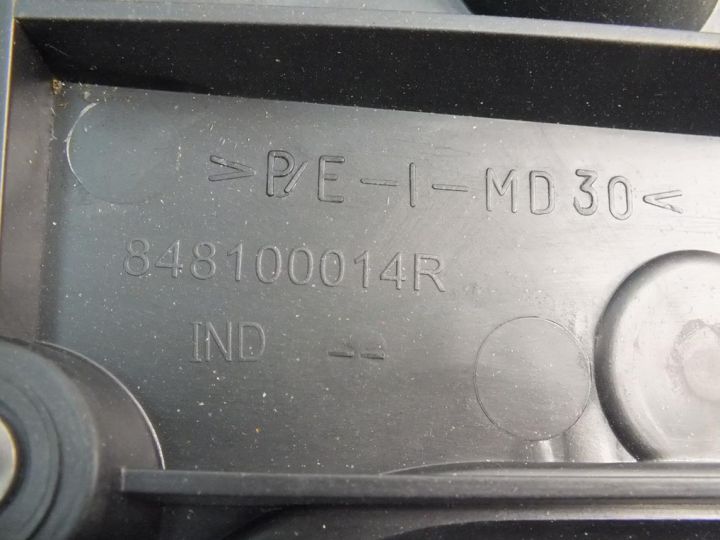 >P/E-I-MD30<
848100014R
IND --